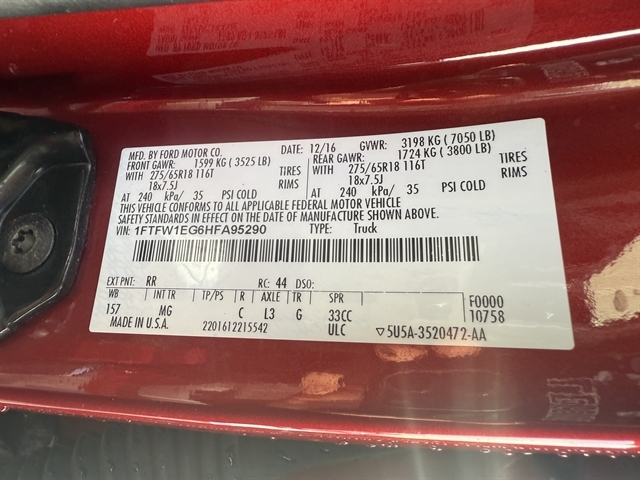 MFD. BY FORD MOTOR CO. DATE: 12/16 GVWR: 3198 KG ( 7050 LB)
FRONT GAWR: 1599 KG ( 3525 LB) REAR GAWR: 1724 KG ( 3800 LB)
WITH 275/65R18 116T TIRES WITH 275/65R18 116T TIRES
18x7.5J RIMS 18x7.5J RIMS
AT 240 kPa/ 35 PSI COLD AT 240 kPa/ 35 PSI COLD
THIS VEHICLE CONFORMS TO ALL APPLICABLE FEDERAL MOTOR VEHICLE
SAFETY STANDARDS IN EFFECT ON THE DATE OF MANUFACTURE SHOWN ABOVE.
VIN: 1FTFW1EG6HFA95290 TYPE: Truck
EXT PNT: RR RC: 44 DSO: F0000
WB INT TR TP/PS R AXLE TR SPR 10758
157 MG C L3 G 33CC
MADE IN U.S.A. 2201612215542 ULC ▽5U5A-3520472-AA